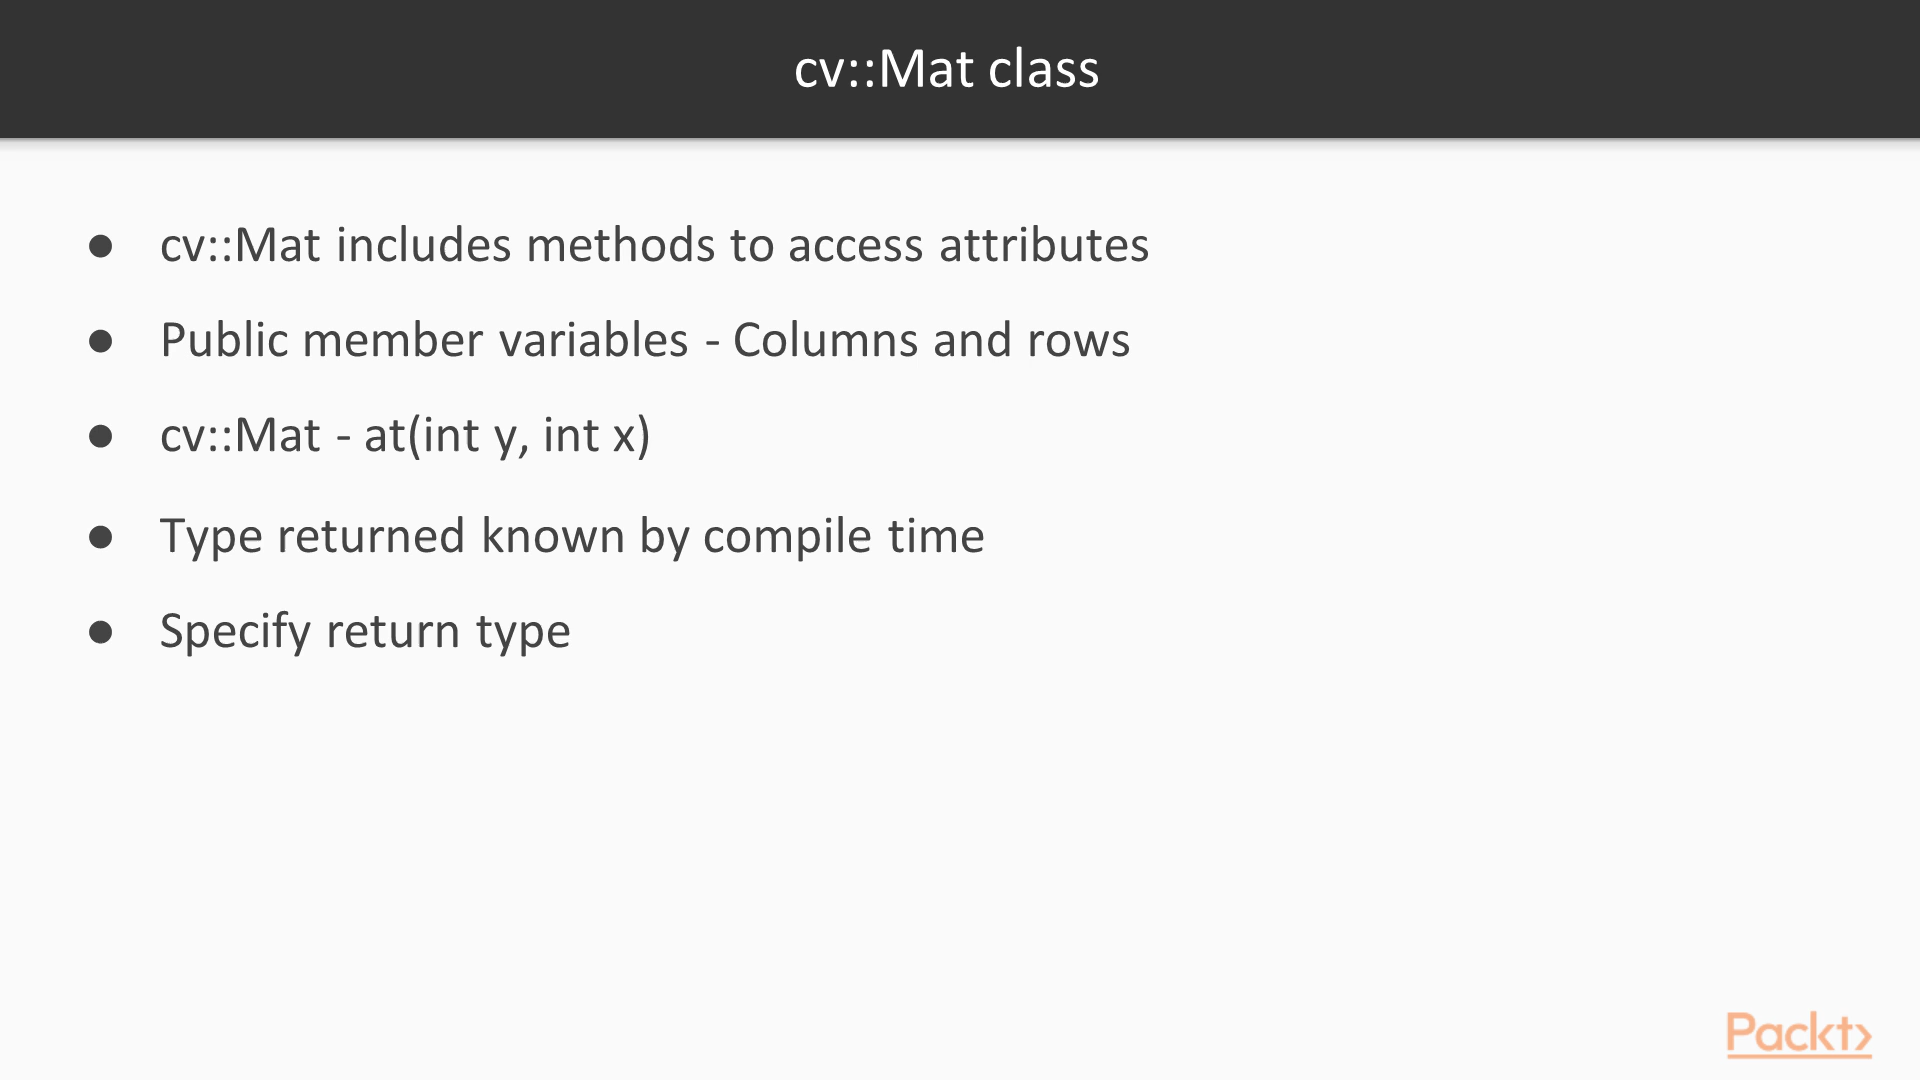 cv::Mat class
● cv::Mat includes methods to access attributes
● Public member variables - Columns and rows
● cv::Mat - at(int y, int x)
● Type returned known by compile time
● Specify return type
Packt>